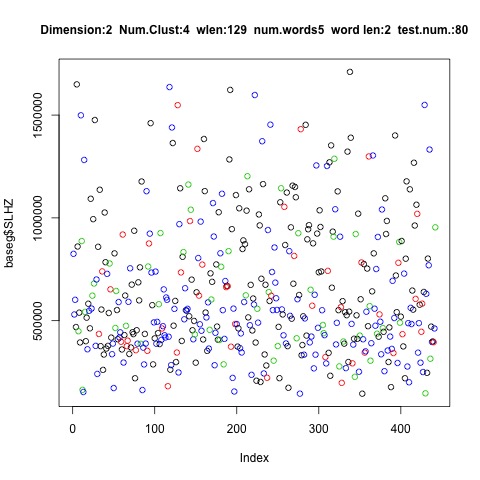 Dimension:2 Num.Clust:4 wlen:129 num.words5 word len:2 test.num.:80
baseg$SLHZ
1500000
1000000
500000
0 100 200 300 400
Index